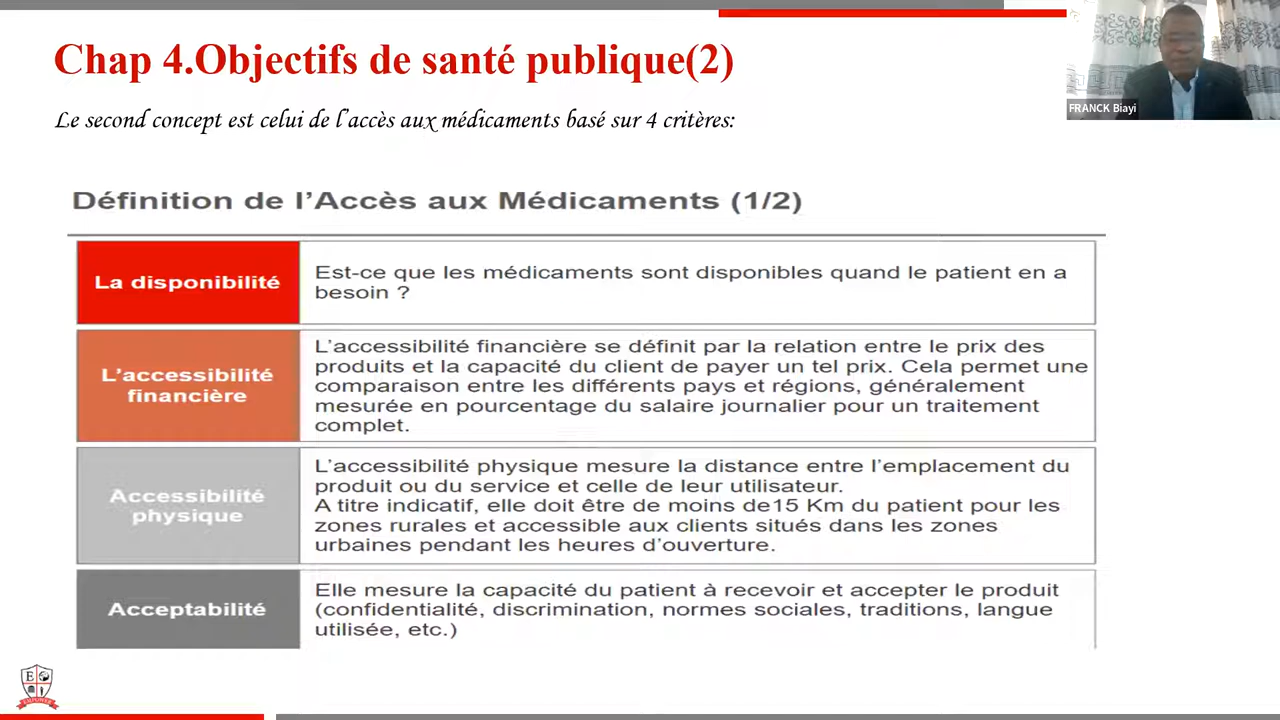 Chap 4.Objectifs de santé publique(2)
FRANCK Biayi
Le second concept est celui de l'accès aux médicaments basé sur 4 critères:
Définition de l'Accès aux Médicaments (1/2)
La disponibilité
Est-ce que les médicaments sont disponibles quand le patient en a
besoin ?
L'accessibilité
financière
L'accessibilité financière se définit par la relation entre le prix des
produits et la capacité du client de payer un tel prix. Cela permet une
comparaison entre les différents pays et régions, généralement
mesurée en pourcentage du salaire journalier pour un traitement
complet.
Accessibilité
physique
L'accessibilité physique mesure la distance entre l'emplacement du
produit ou du service et celle de leur utilisateur.
A titre indicatif, elle doit être de moins de15 Km du patient pour les
zones rurales et accessible aux clients situés dans les zones
urbaines pendant les heures d'ouverture.
Acceptabilité
Elle mesure la capacité du patient à recevoir et accepter le produit
(confidentialité, discrimination, normes sociales, traditions, langue
utilisée, etc.)
E